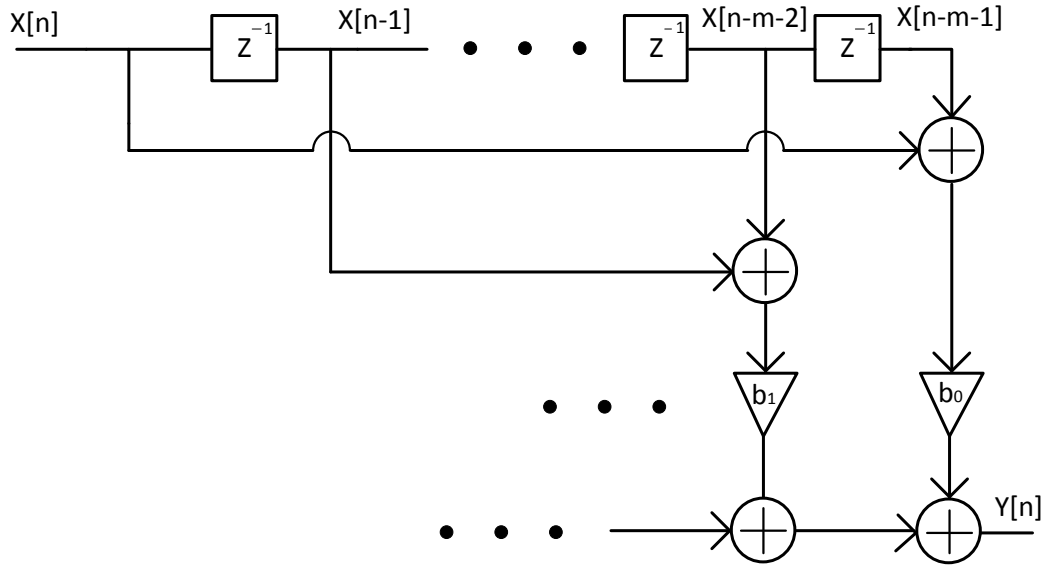 X[n]
Z⁻¹
X[n-1]
Z⁻¹
X[n-m-2]
Z⁻¹
X[n-m-1]
b₁
b₀
Y[n]